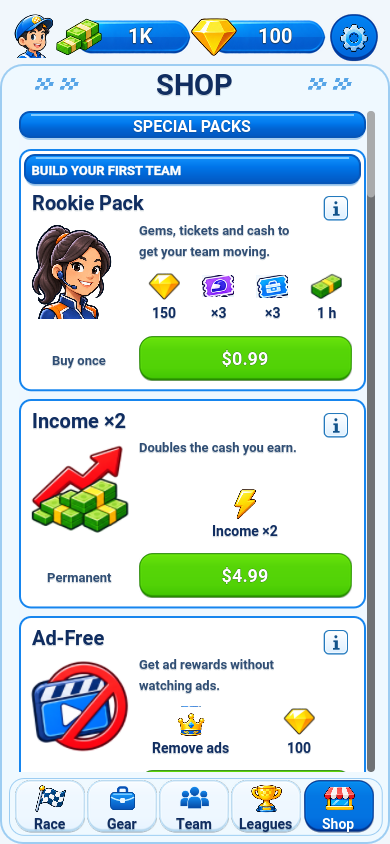 1K
100
SHOP
SPECIAL PACKS
BUILD YOUR FIRST TEAM
Rookie Pack
i
Gems, tickets and cash to
get your team moving.
150
×3
×3
1 h
Buy once
$0.99
Income ×2
i
Doubles the cash you earn.
Income ×2
Permanent
$4.99
Ad-Free
i
Get ad rewards without
watching ads.
Remove ads
100
Race
Gear
Team
Leagues
Shop